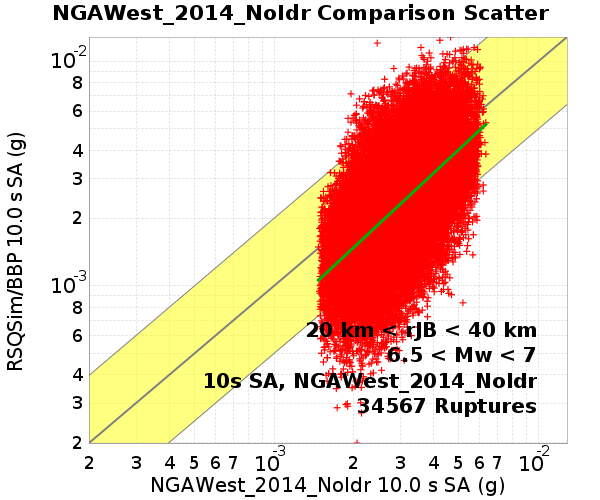 NGAWest_2014_NoIdr Comparison Scatter
RSQSim/BBP 10.0 s SA (g)
10-2
8
6
4
3
2
10-3
8
6
4
3
2
20 km < rJB < 40 km
6.5 < Mw < 7
10s SA, NGAWest_2014_NoIdr
34567 Ruptures
2 3 4 5 6 7 10-3 2 3 4 5 6 7 10-2
NGAWest_2014_NoIdr 10.0 s SA (g)